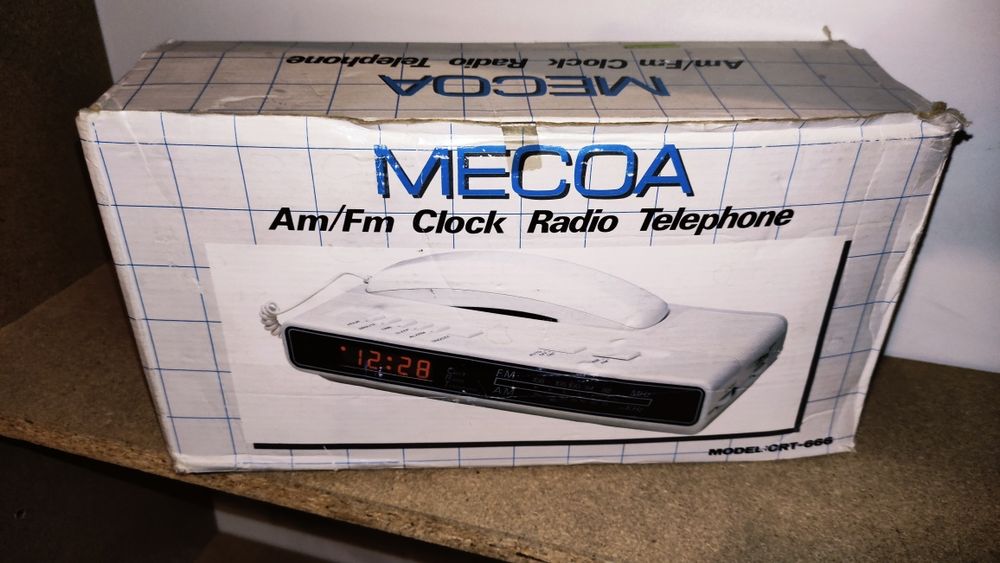 Am/Fm Clock Radio Telephone
MECOA
MECOA
Am/Fm Clock Radio Telephone
12:28
FM
AM
MODEL:CRT-666